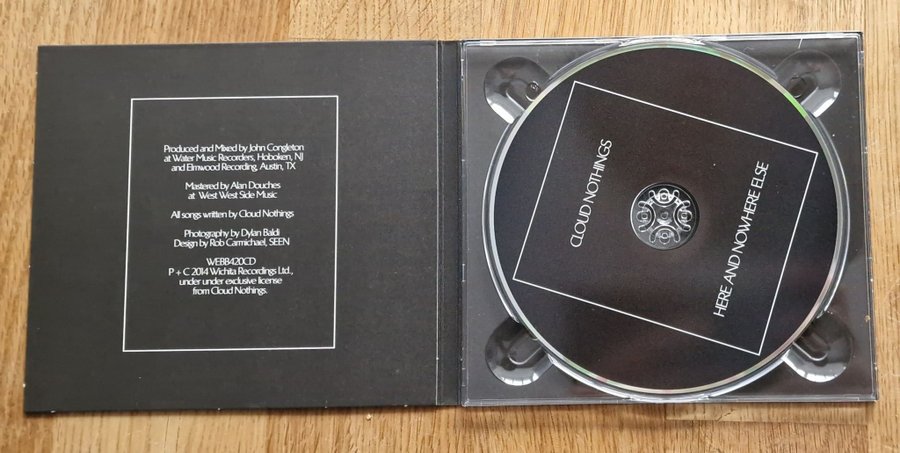 Produced and Mixed by John Congleton
at Water Music Recorders, Hoboken, NJ
and Elmwood Recording, Austin, TX
Mastered by Alan Douches
at West West Side Music
All songs written by Cloud Nothings
Photography by Dylan Baldi
Design by Rob Carmichael, SEEN
WEBB420CD
P + C 2014 Wichita Recordings Ltd.,
under under exclusive license
from Cloud Nothings.
CLOUD NOTHINGS
HERE AND NOWHERE ELSE